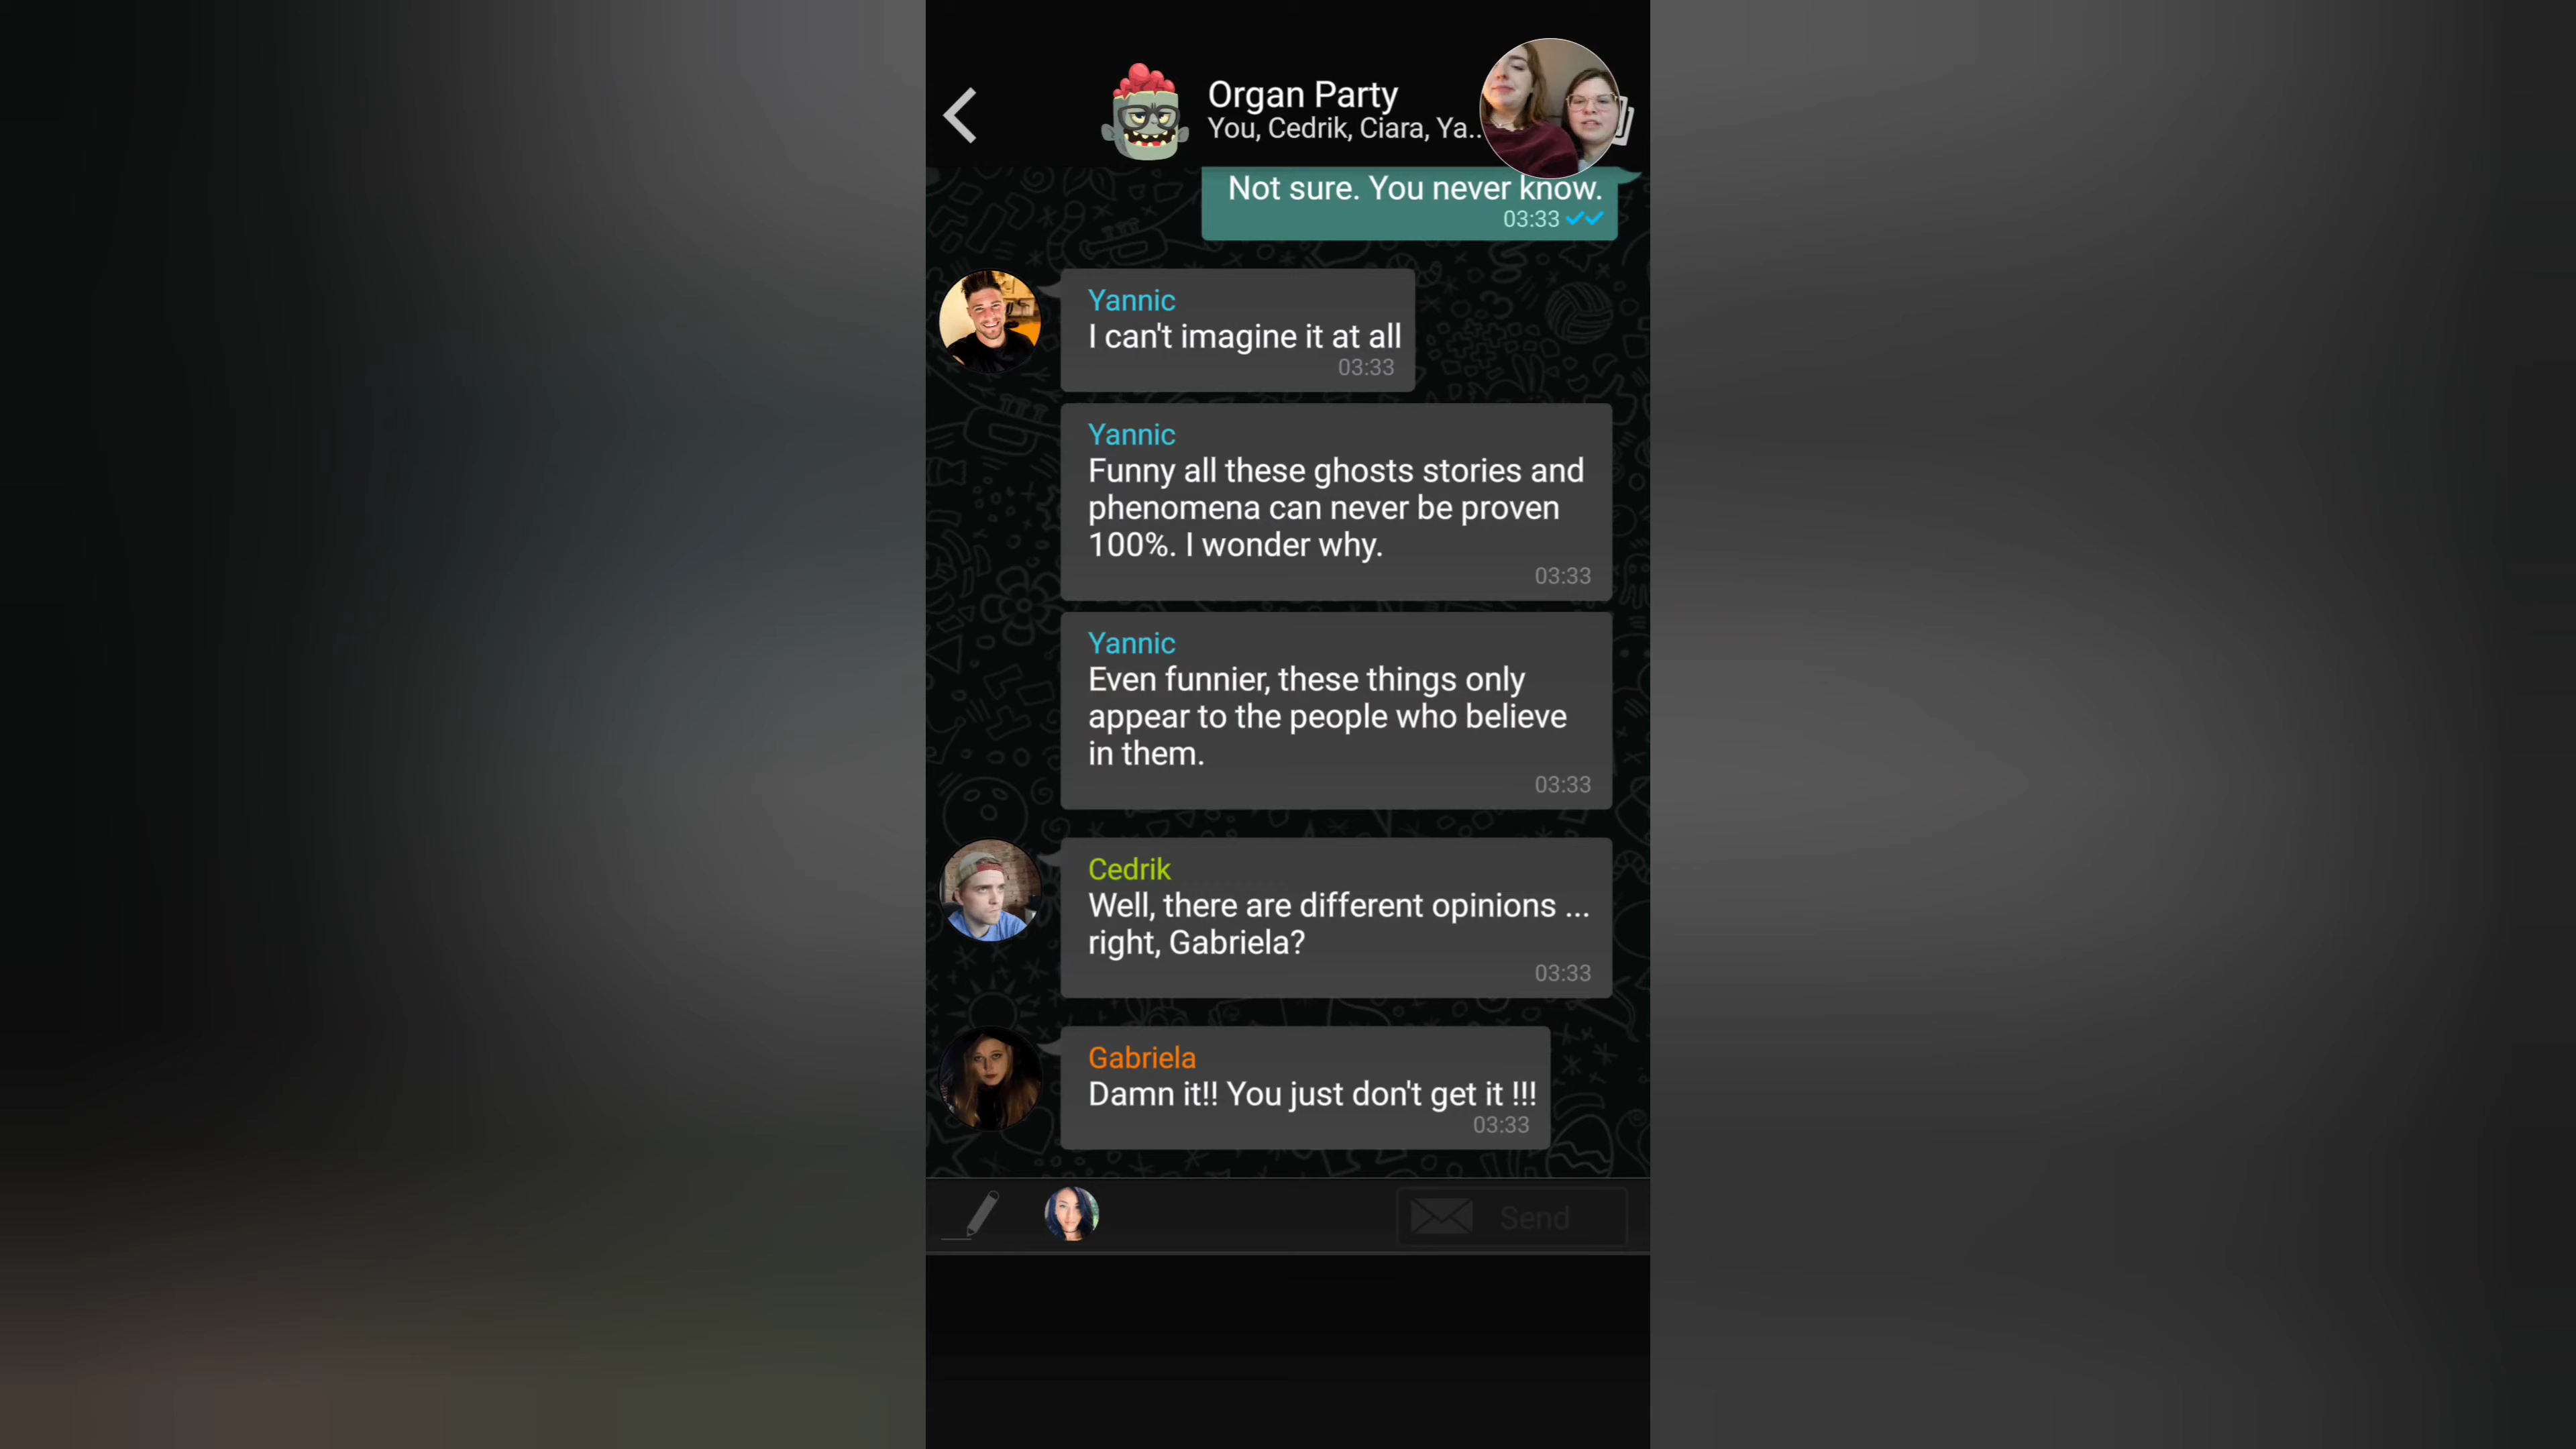 Organ Party
You, Cedrik, Ciara, Ya..
Not sure. You never know.
03:33
Yannic
I can't imagine it at all
03:33
Yannic
Funny all these ghosts stories and
phenomena can never be proven
100%. I wonder why.
03:33
Yannic
Even funnier, these things only
appear to the people who believe
in them.
03:33
Cedrik
Well, there are different opinions ...
right, Gabriela?
03:33
Gabriela
Damn it!! You just don't get it !!!
03:33
Send